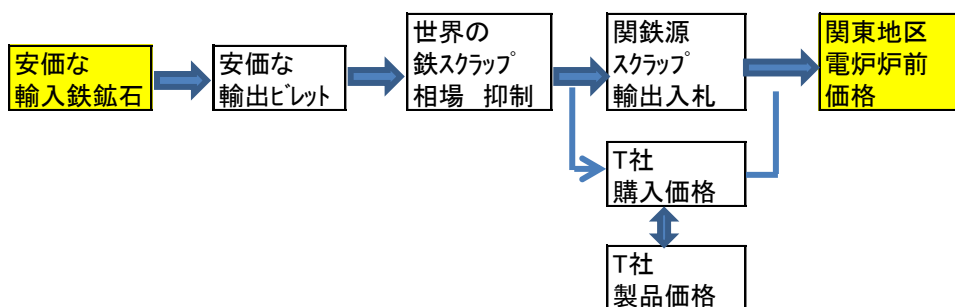 安価な
輸入鉄鉱石
安価な
輸出ﾋﾞﾚｯﾄ
世界の
鉄ｽｸﾗｯﾌﾟ
相場 抑制
関鉄源
ｽｸﾗｯﾌﾟ
輸出入札
関東地区
電炉炉前
価格
T社
購入価格
T社
製品価格